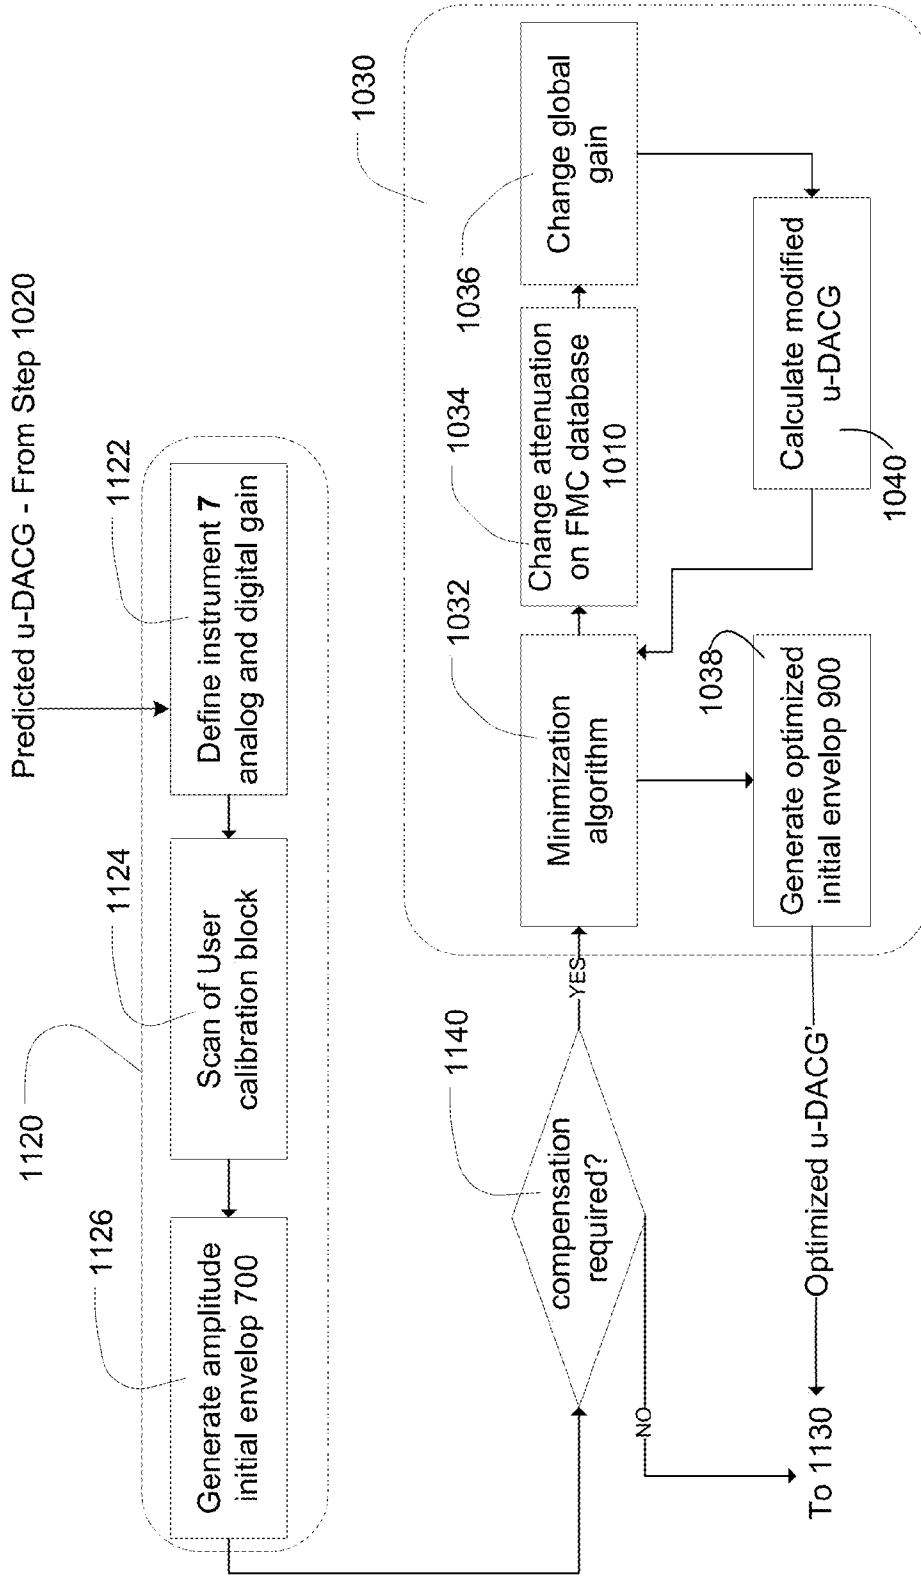 Predicted u-DACG - From Step 1020
1120
1126
1124
1122
Generate amplitude
initial envelop 700
Scan of User
calibration block
Define instrument 7
analog and digital gain
1140
compensation
required?
YES
NO
1030
1032
1034
1036
Minimization
algorithm
Change attenuation
on FMC database
1010
Change global
gain
1038
Generate optimized
initial envelop 900
Calculate modified
u-DACG
1040
To 1130
Optimized u-DACG'